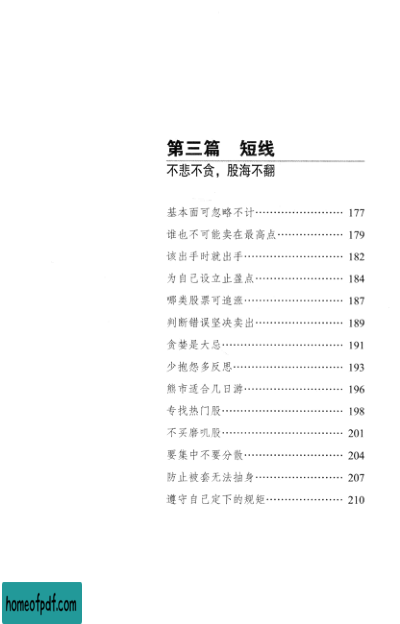 第三篇 短线
不悲不贪，股海不翻
基本面可忽略不计…………………… 177
谁也不可能卖在最高点……………… 179
该出手时就出手……………………… 182
为自己设立止盈点…………………… 184
哪类股票可追涨……………………… 187
判断错误坚决卖出…………………… 189
贪婪是大忌…………………………… 191
少抱怨多反思………………………… 193
熊市适合几日游……………………… 196
专找热门股…………………………… 198
不买磨叽股…………………………… 201
要集中不要分散……………………… 204
防止被套无法抽身…………………… 207
遵守自己定下的规矩………………… 210
homeofpdf.com